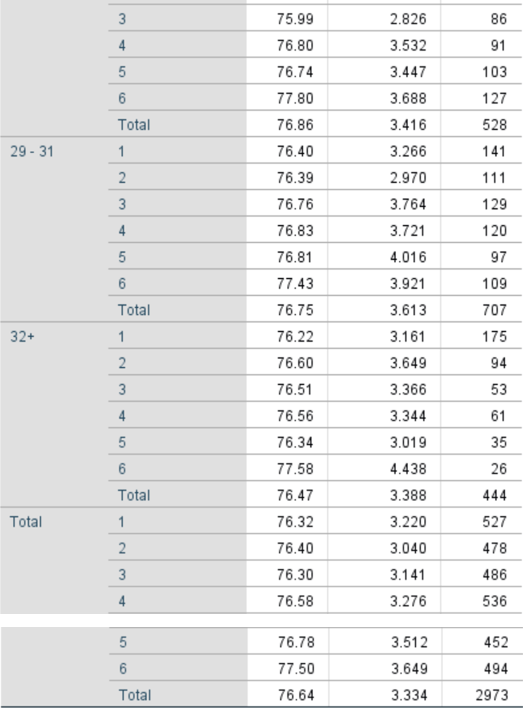 3 75.99 2.826 86
4 76.80 3.532 91
5 76.74 3.447 103
6 77.80 3.688 127
Total 76.86 3.416 528
29 - 31 1 76.40 3.266 141
2 76.39 2.970 111
3 76.76 3.764 129
4 76.83 3.721 120
5 76.81 4.016 97
6 77.43 3.921 109
Total 76.75 3.613 707
32+ 1 76.22 3.161 175
2 76.60 3.649 94
3 76.51 3.366 53
4 76.56 3.344 61
5 76.34 3.019 35
6 77.58 4.438 26
Total 76.47 3.388 444
Total 1 76.32 3.220 527
2 76.40 3.040 478
3 76.30 3.141 486
4 76.58 3.276 536
5 76.78 3.512 452
6 77.50 3.649 494
Total 76.64 3.334 2973